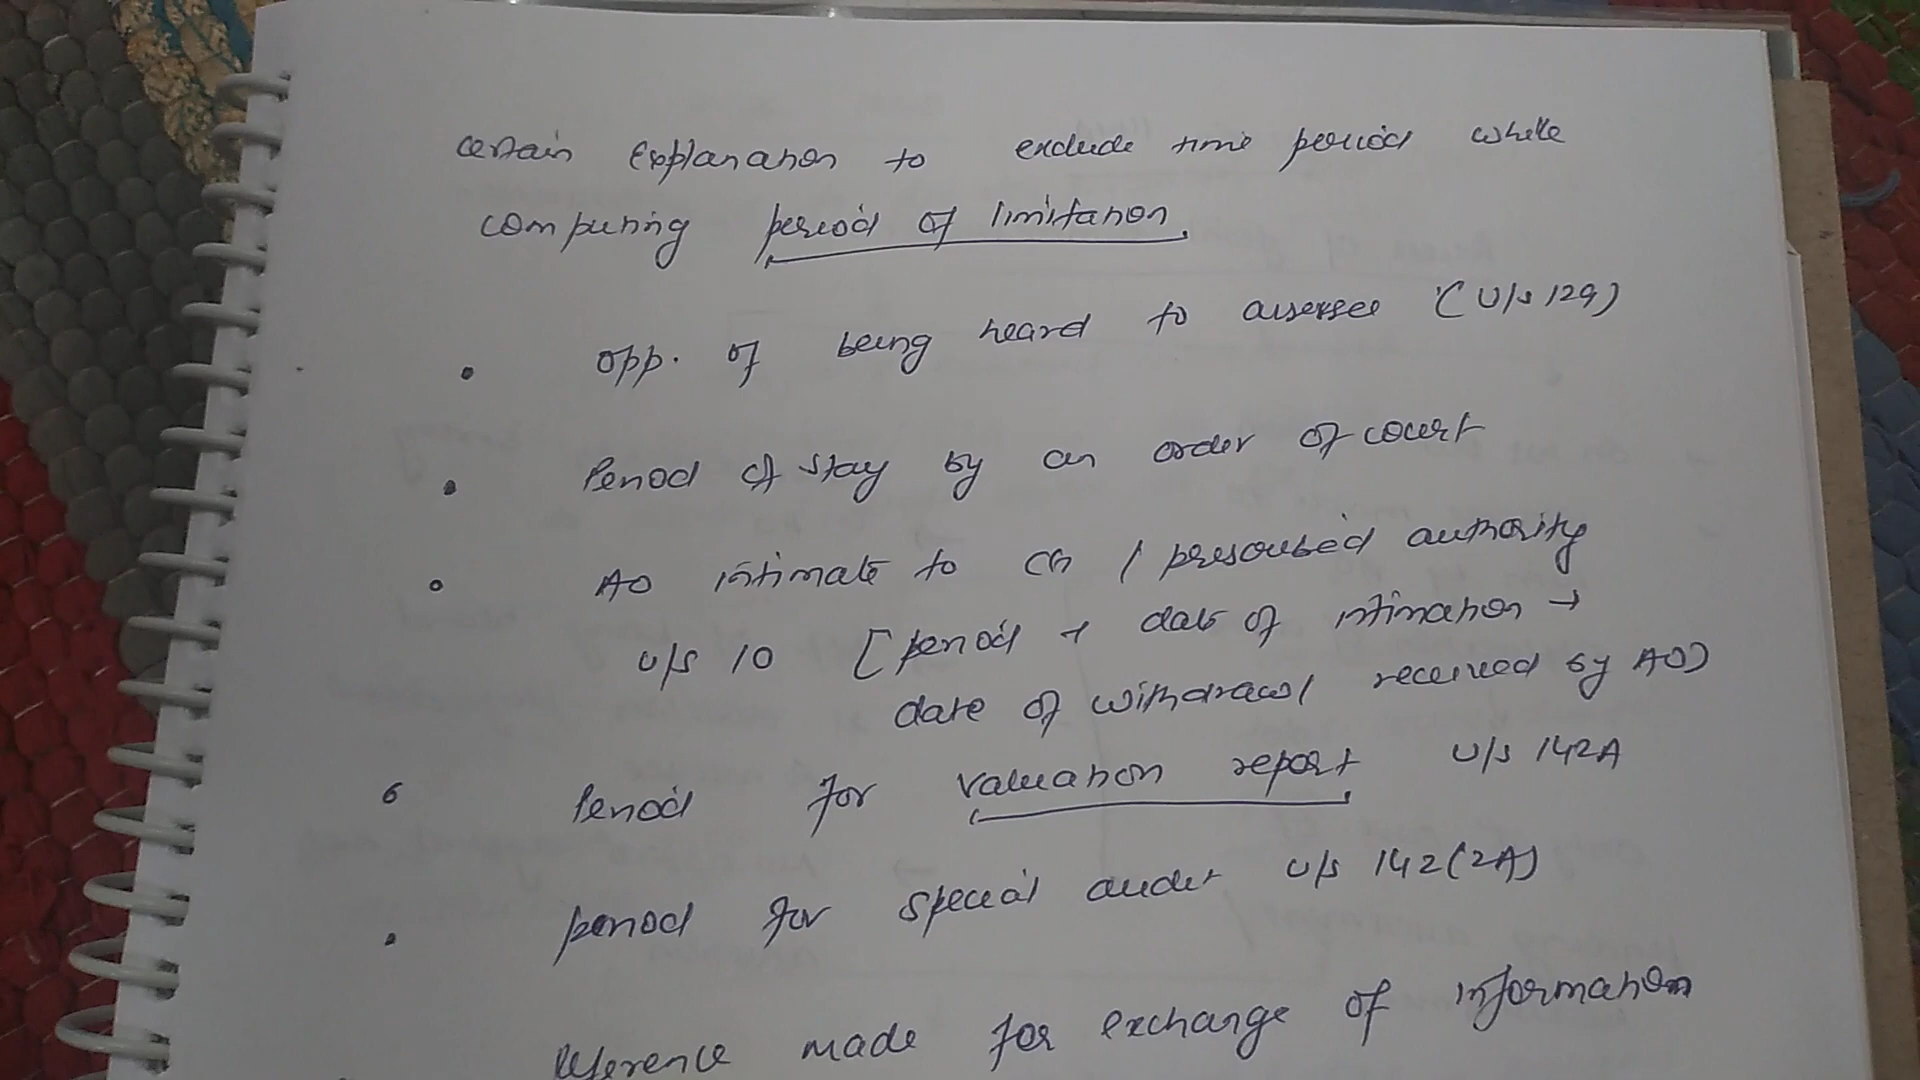 certain Explanation to exclude time period while
computing period of limitation.
• opp. of being heard to assessee (U/s 129)
• Period of stay by an order of court
• AO intimate to CG / prescribed authority
u/s 10 [period → date of intimation →
date of withdrawl received by AO]
• Period for valuation report U/s 142A
• period for special audit U/s 142(2A)
Reference made for exchange of information